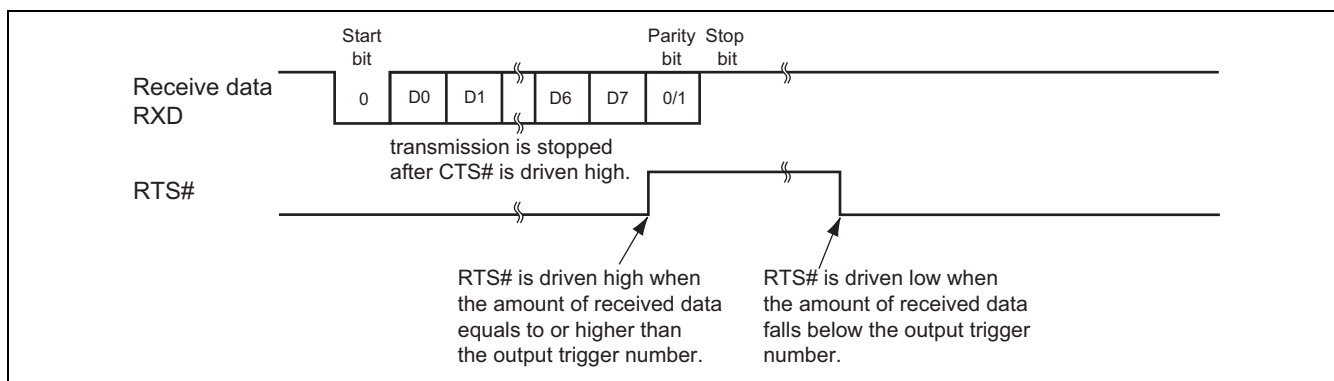 Start
bit
Parity
bit
Stop
bit
Receive data
RXD
0
D0
D1
D6
D7
0/1
transmission is stopped
after CTS# is driven high.
RTS#
RTS# is driven high when
the amount of received data
equals to or higher than
the output trigger number.
RTS# is driven low when
the amount of received data
falls below the output trigger
number.